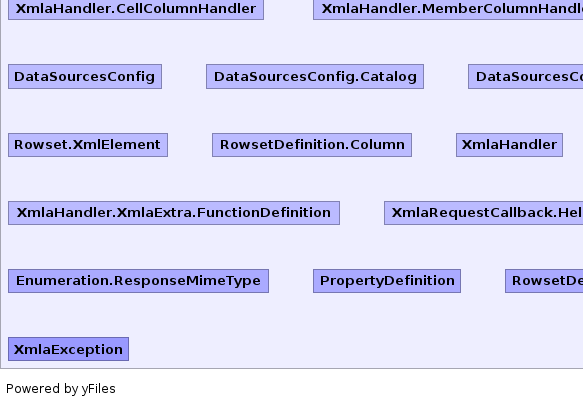 XmlaHandler.CellColumnHandler XmlaHandler.MemberColumnHandl
DataSourcesConfig DataSourcesConfig.Catalog DataSourcesCo
Rowset.XmlElement RowsetDefinition.Column XmlaHandler
XmlaHandler.XmlaExtra.FunctionDefinition XmlaRequestCallback.Hel
Enumeration.ResponseMimeType PropertyDefinition RowsetDe
XmlaException
Powered by yFiles